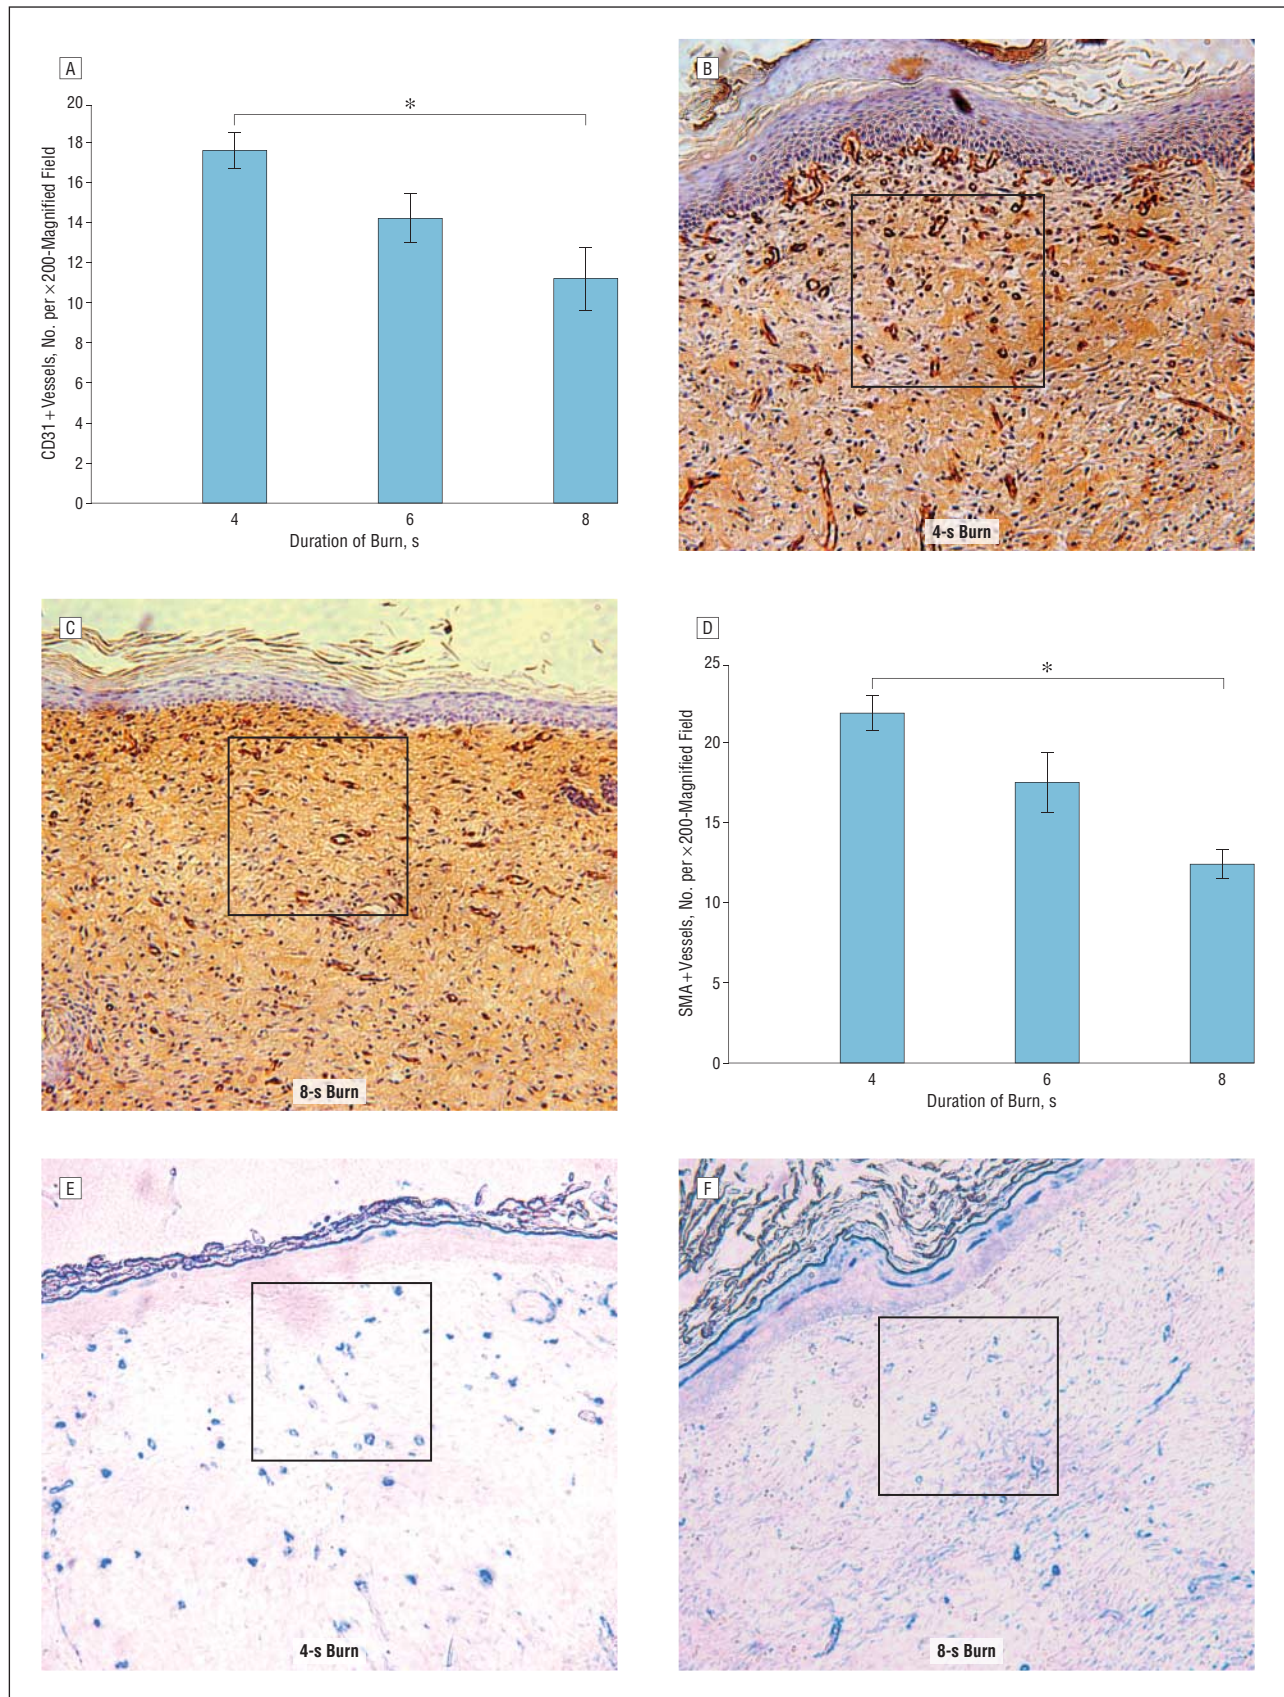 A
20
18
16
14
12
10
8
6
4
2
0
CD31+Vessels, No. per ×200-Magnified Field
*
4 6 8
Duration of Burn, s
B
4-s Burn
C
8-s Burn
D
25
20
15
10
5
0
SMA+Vessels, No. per ×200-Magnified Field
*
4 6 8
Duration of Burn, s
E
4-s Burn
F
8-s Burn